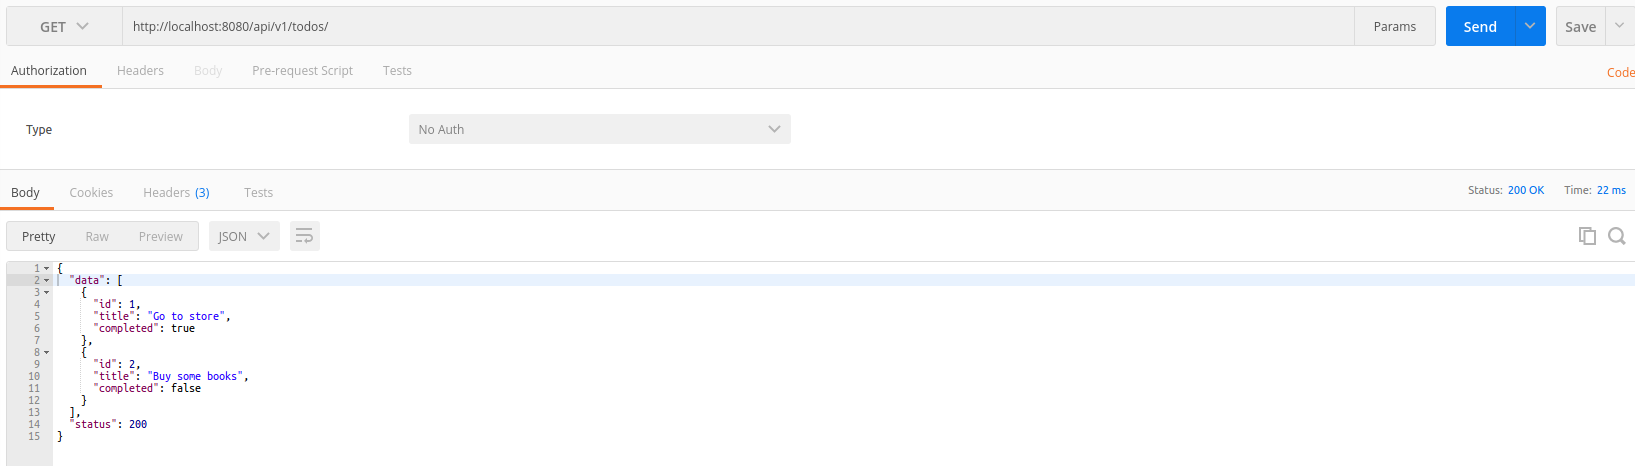 GET http://localhost:8080/api/v1/todos/ Params Send Save
Authorization Headers Body Pre-request Script Tests Code
Type No Auth
Body Cookies Headers (3) Tests Status: 200 OK Time: 22 ms
Pretty Raw Preview JSON
1 {
2 "data": [
3 {
4 "id": 1,
5 "title": "Go to store",
6 "completed": true
7 },
8 {
9 "id": 2,
10 "title": "Buy some books",
11 "completed": false
12 }
13 ],
14 "status": 200
15 }